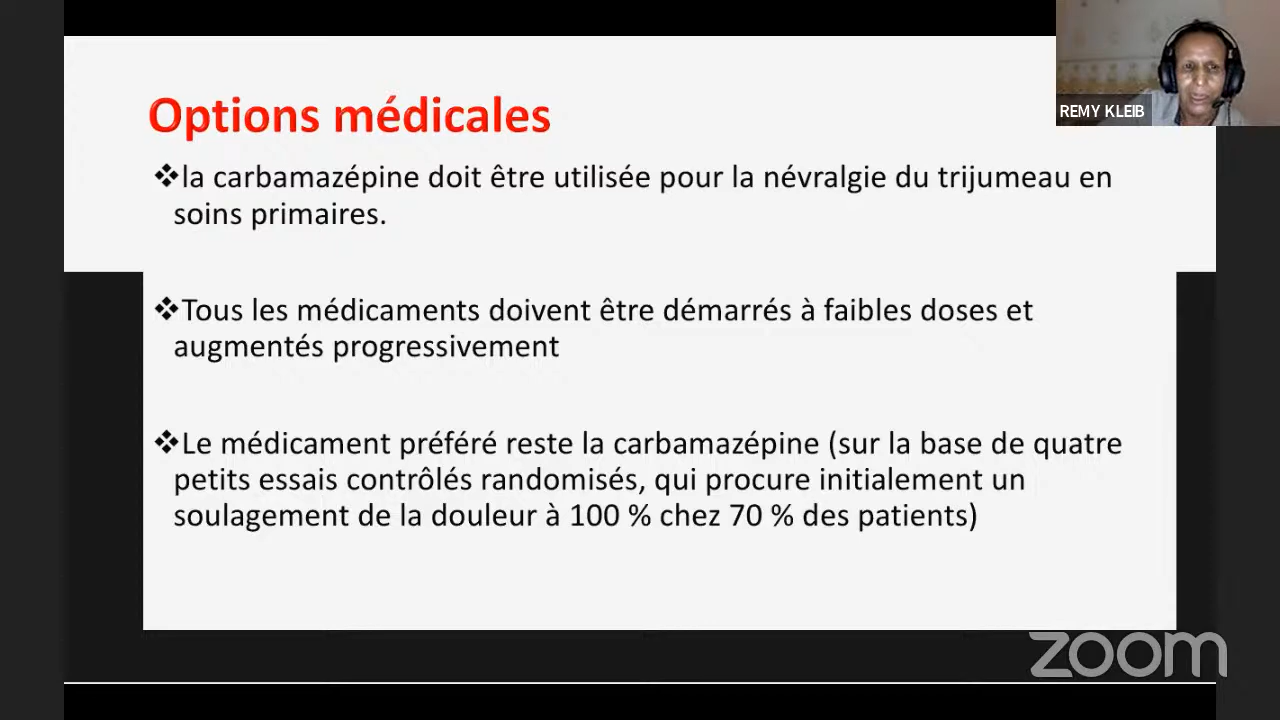 Options médicales
REMY KLEIB
❖la carbamazépine doit être utilisée pour la névralgie du trijumeau en
soins primaires.
❖Tous les médicaments doivent être démarrés à faibles doses et
augmentés progressivement
❖Le médicament préféré reste la carbamazépine (sur la base de quatre
petits essais contrôlés randomisés, qui procure initialement un
soulagement de la douleur à 100 % chez 70 % des patients)
zoom